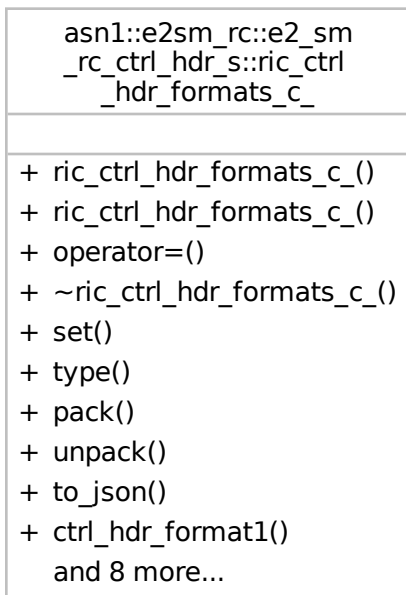 asn1::e2sm_rc::e2_sm
_rc_ctrl_hdr_s::ric_ctrl
_hdr_formats_c_
+ ric_ctrl_hdr_formats_c_()
+ ric_ctrl_hdr_formats_c_()
+ operator=()
+ ~ric_ctrl_hdr_formats_c_()
+ set()
+ type()
+ pack()
+ unpack()
+ to_json()
+ ctrl_hdr_format1()
and 8 more...